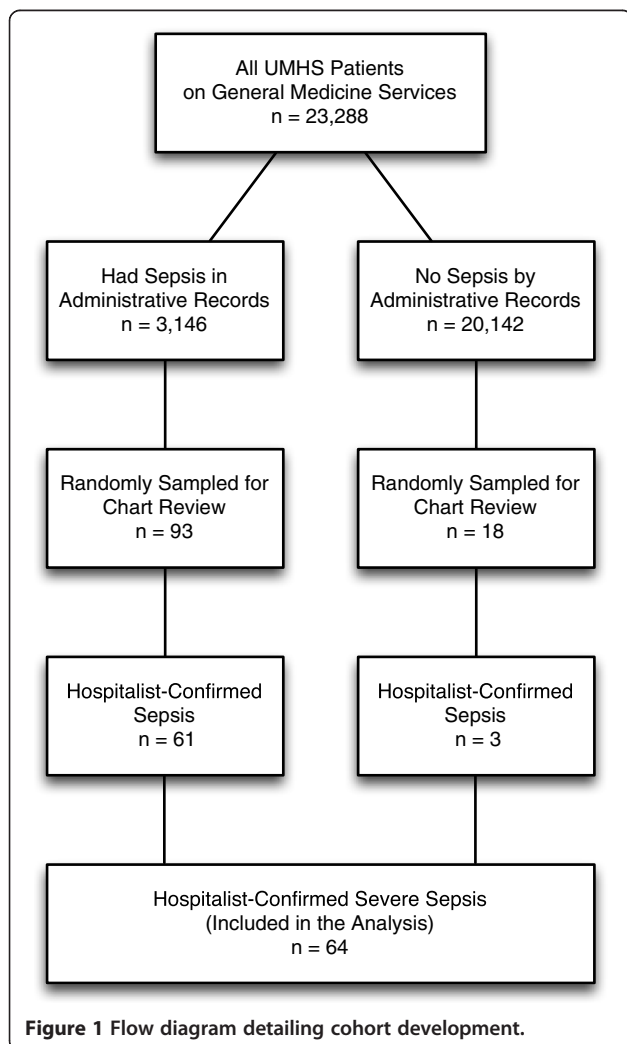 All UMHS Patients
on General Medicine Services
n = 23,288
Had Sepsis in
Administrative Records
n = 3,146
No Sepsis by
Administrative Records
n = 20,142
Randomly Sampled for
Chart Review
n = 93
Randomly Sampled for
Chart Review
n = 18
Hospitalist-Confirmed
Sepsis
n = 61
Hospitalist-Confirmed
Sepsis
n = 3
Hospitalist-Confirmed Severe Sepsis
(Included in the Analysis)
n = 64
Figure 1 Flow diagram detailing cohort development.